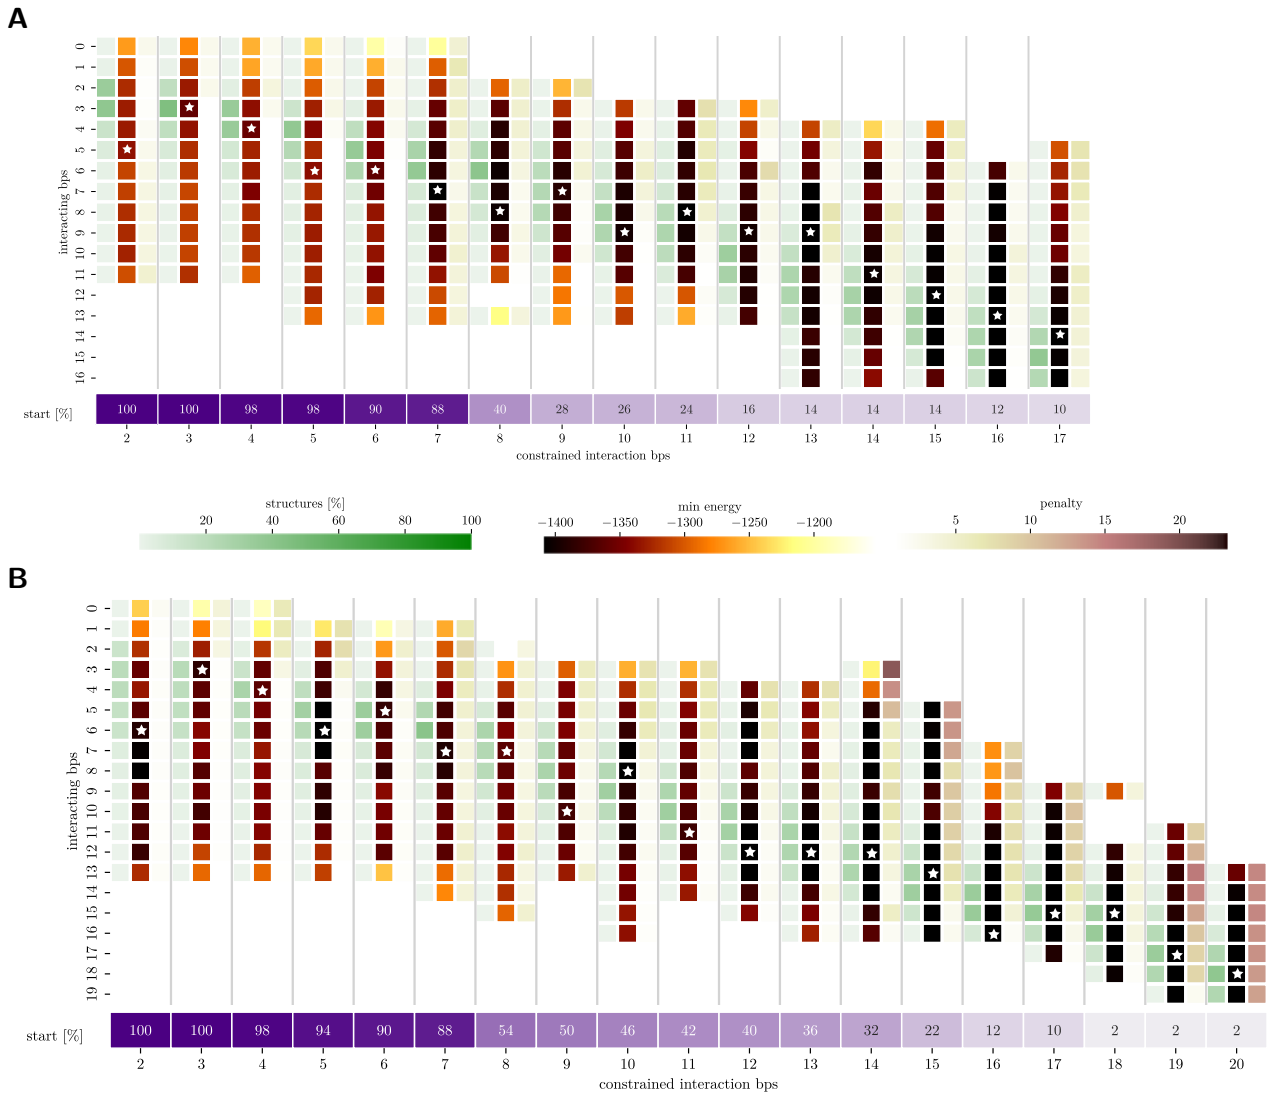 A
interacting bps
0
1
2
3
4
5
6
7
8
9
10
11
12
13
14
15
16
start [%]
100 100 98 98 90 88 40 28 26 24 16 14 14 14 12 10
2 3 4 5 6 7 8 9 10 11 12 13 14 15 16 17
constrained interaction bps
structures [%] min energy penalty
20 40 60 80 100 −1400 −1350 −1300 −1250 −1200 5 10 15 20
B
interacting bps
0
1
2
3
4
5
6
7
8
9
10
11
12
13
14
15
16
17
18
19
start [%]
100 100 98 94 90 88 54 50 46 42 40 36 32 22 12 10 2 2 2
2 3 4 5 6 7 8 9 10 11 12 13 14 15 16 17 18 19 20
constrained interaction bps